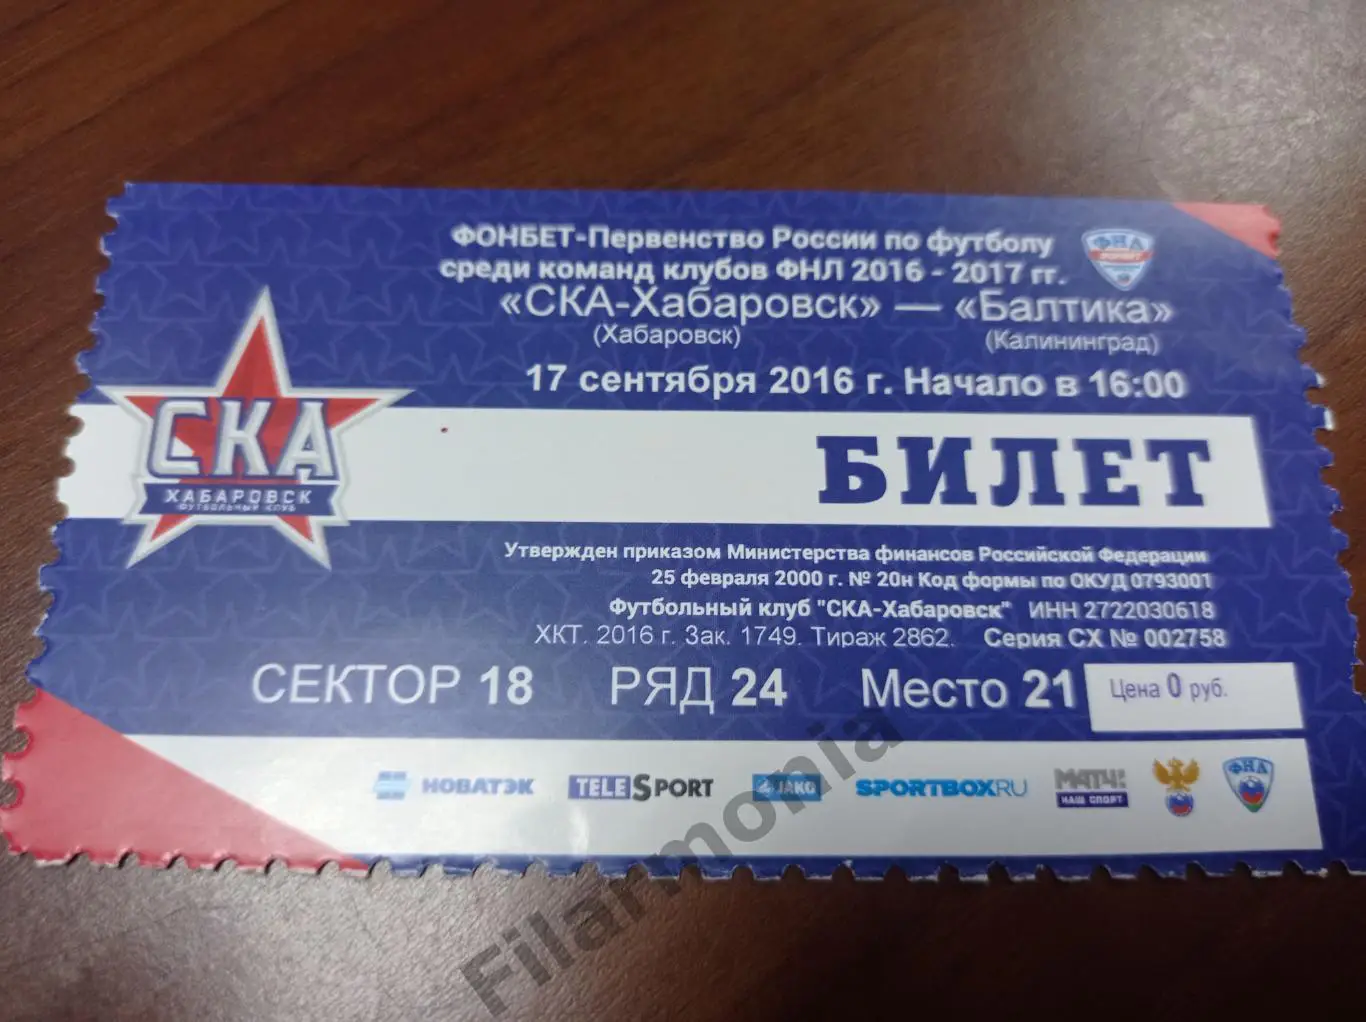 ФОНБЕТ-Первенство России по футболу
среди команд клубов ФНЛ 2016 - 2017 гг.
ФНЛ
ФОНБЕТ
«СКА-Хабаровск» — «Балтика»
(Хабаровск) (Калининград)
17 сентября 2016 г. Начало в 16:00
СКА
ХАБАРОВСК
ФУТБОЛЬНЫЙ КЛУБ
БИЛЕТ
Утвержден приказом Министерства финансов Российской Федерации
25 февраля 2000 г. № 20н Код формы по ОКУД 0793001
Футбольный клуб "СКА-Хабаровск" ИНН 2722030618
ХКТ. 2016 г. Зак. 1749. Тираж 2862. Серия СХ № 002758
СЕКТОР 18 РЯД 24 Место 21 Цена 0 руб.
НОВАТЭК TELESPORT JAKO SPORTBOXRU МАТЧ! НАШ СПОРТ ФНЛ
Filarmonia